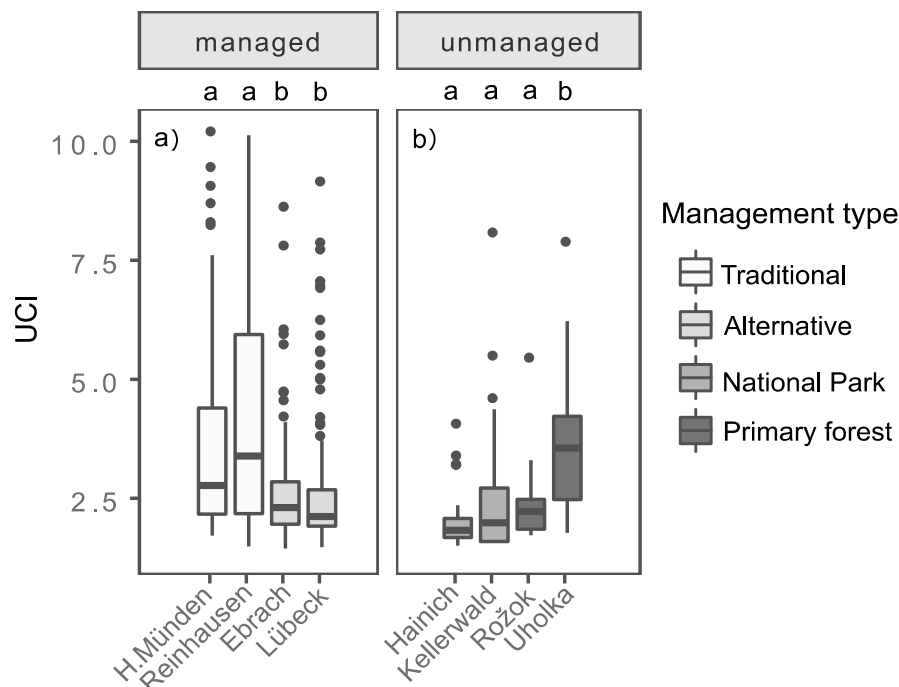 managed unmanaged
a a b b a a a b
a) b)
10.0
7.5
5.0
2.5
UCI
H.Münden
Reinhausen
Ebrach
Lübeck
Hainich
Kellerwald
Rožok
Uholka
Management type
Traditional
Alternative
National Park
Primary forest